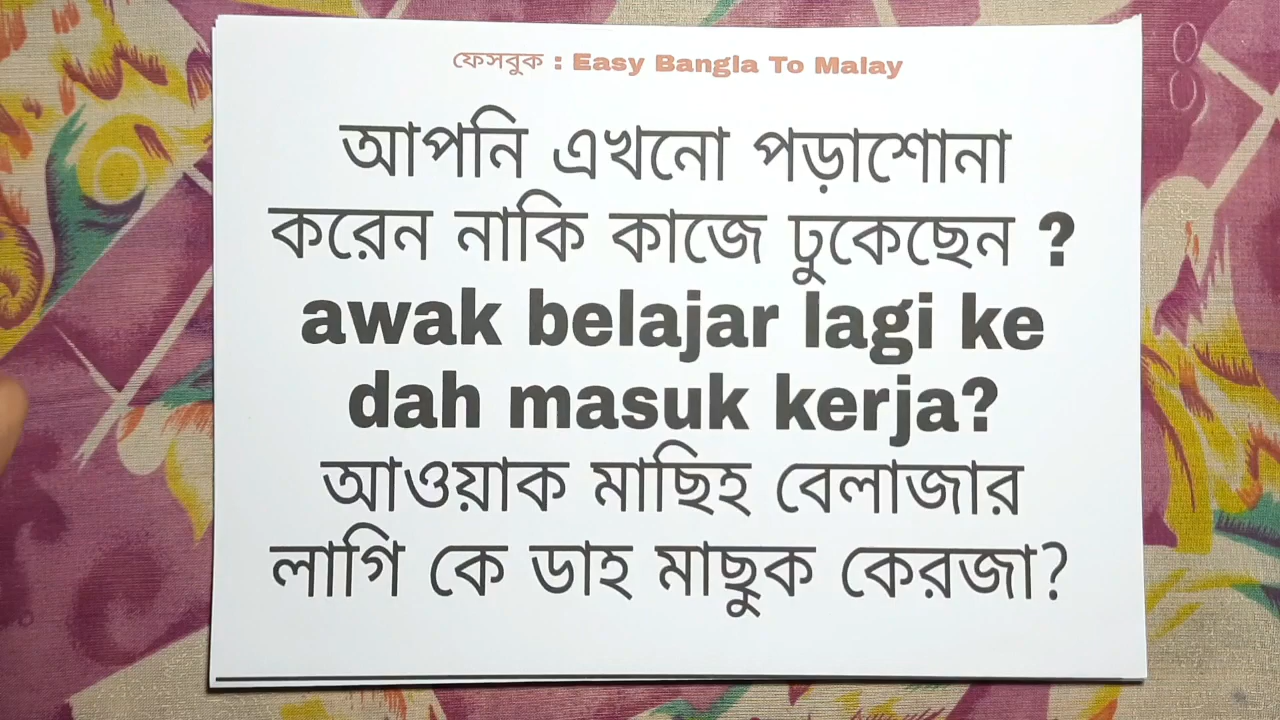 ফেসবুক : Easy Bangla To Malay
আপনি এখনো পড়াশোনা
করেন নাকি কাজে ঢুকেছেন ?
awak belajar lagi ke
dah masuk kerja?
আওয়াক মাছিহ বেলাজার
লাগি কে ডাহ মাছুক কেরজা?